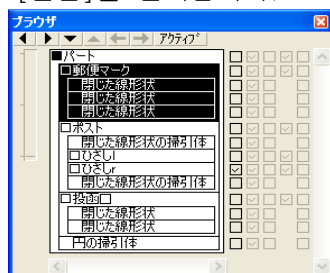 ブラウザ
アクティブ
■パート
□郵便マーク
閉じた線形状
閉じた線形状
閉じた線形状
□ポスト
閉じた線形状の掃引体
□ひさしl
□ひさしr
閉じた線形状の掃引体
□投函口
閉じた線形状
閉じた線形状
円の掃引体